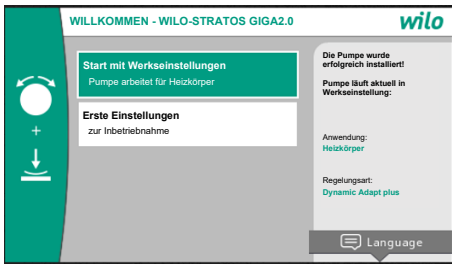 WILLKOMMEN - WILO-STRATOS GIGA2.0
wilo
Start mit Werkseinstellungen
Pumpe arbeitet für Heizkörper
Erste Einstellungen
zur Inbetriebnahme
Die Pumpe wurde
erfolgreich installiert!
Pumpe läuft aktuell in
Werkseinstellung:
Anwendung:
Heizkörper
Regelungsart:
Dynamic Adapt plus
+
Language